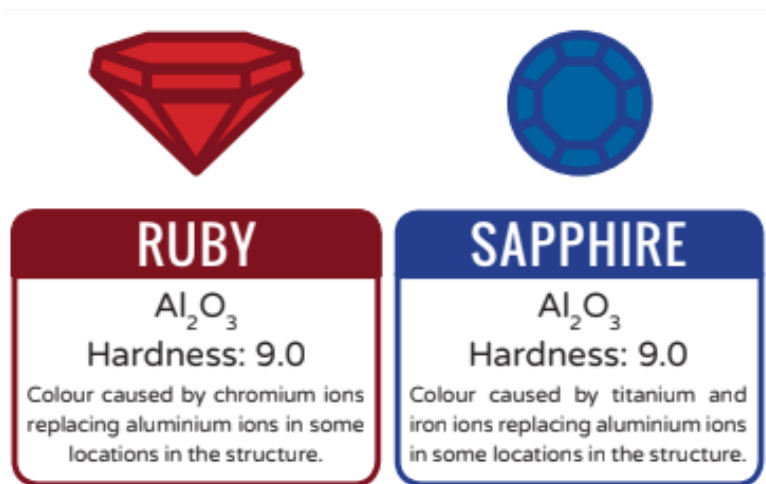 RUBY
Al₂O₃
Hardness: 9.0
Colour caused by chromium ions
replacing aluminium ions in some
locations in the structure.
SAPPHIRE
Al₂O₃
Hardness: 9.0
Colour caused by titanium and
iron ions replacing aluminium ions
in some locations in the structure.